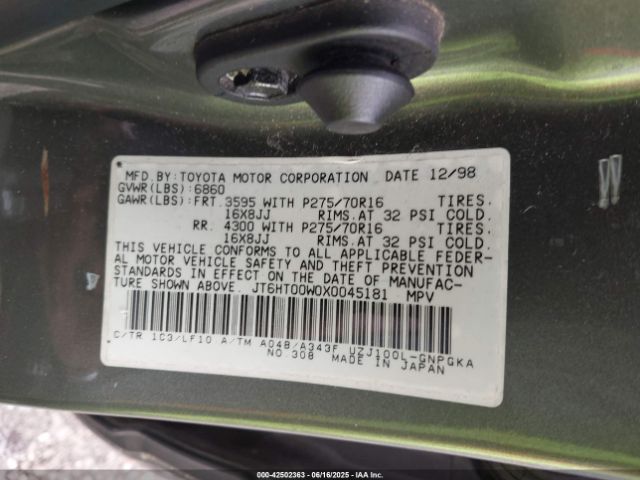 MFD.BY:TOYOTA MOTOR CORPORATION DATE 12/98
GVWR(LBS):6860
GAWR(LBS):FRT.3595 WITH P275/70R16 TIRES.
16X8JJ RIMS.AT 32 PSI COLD.
RR. 4300 WITH P275/70R16 TIRES.
16X8JJ RIMS.AT 32 PSI COLD.
THIS VEHICLE CONFORMS TO ALL APPLICABLE FEDER-
AL MOTOR VEHICLE SAFETY AND THEFT PREVENTION
STANDARDS IN EFFECT ON THE DATE OF MANUFAC-
TURE SHOWN ABOVE. JT6HT00W0X0045181 MPV
C/TR 1C3/LF10 A/TM A04B/A343F UZJ100L-GNPGKA
NO.308 MADE IN JAPAN
000-42502363 - 06/16/2025 - IAA Inc.